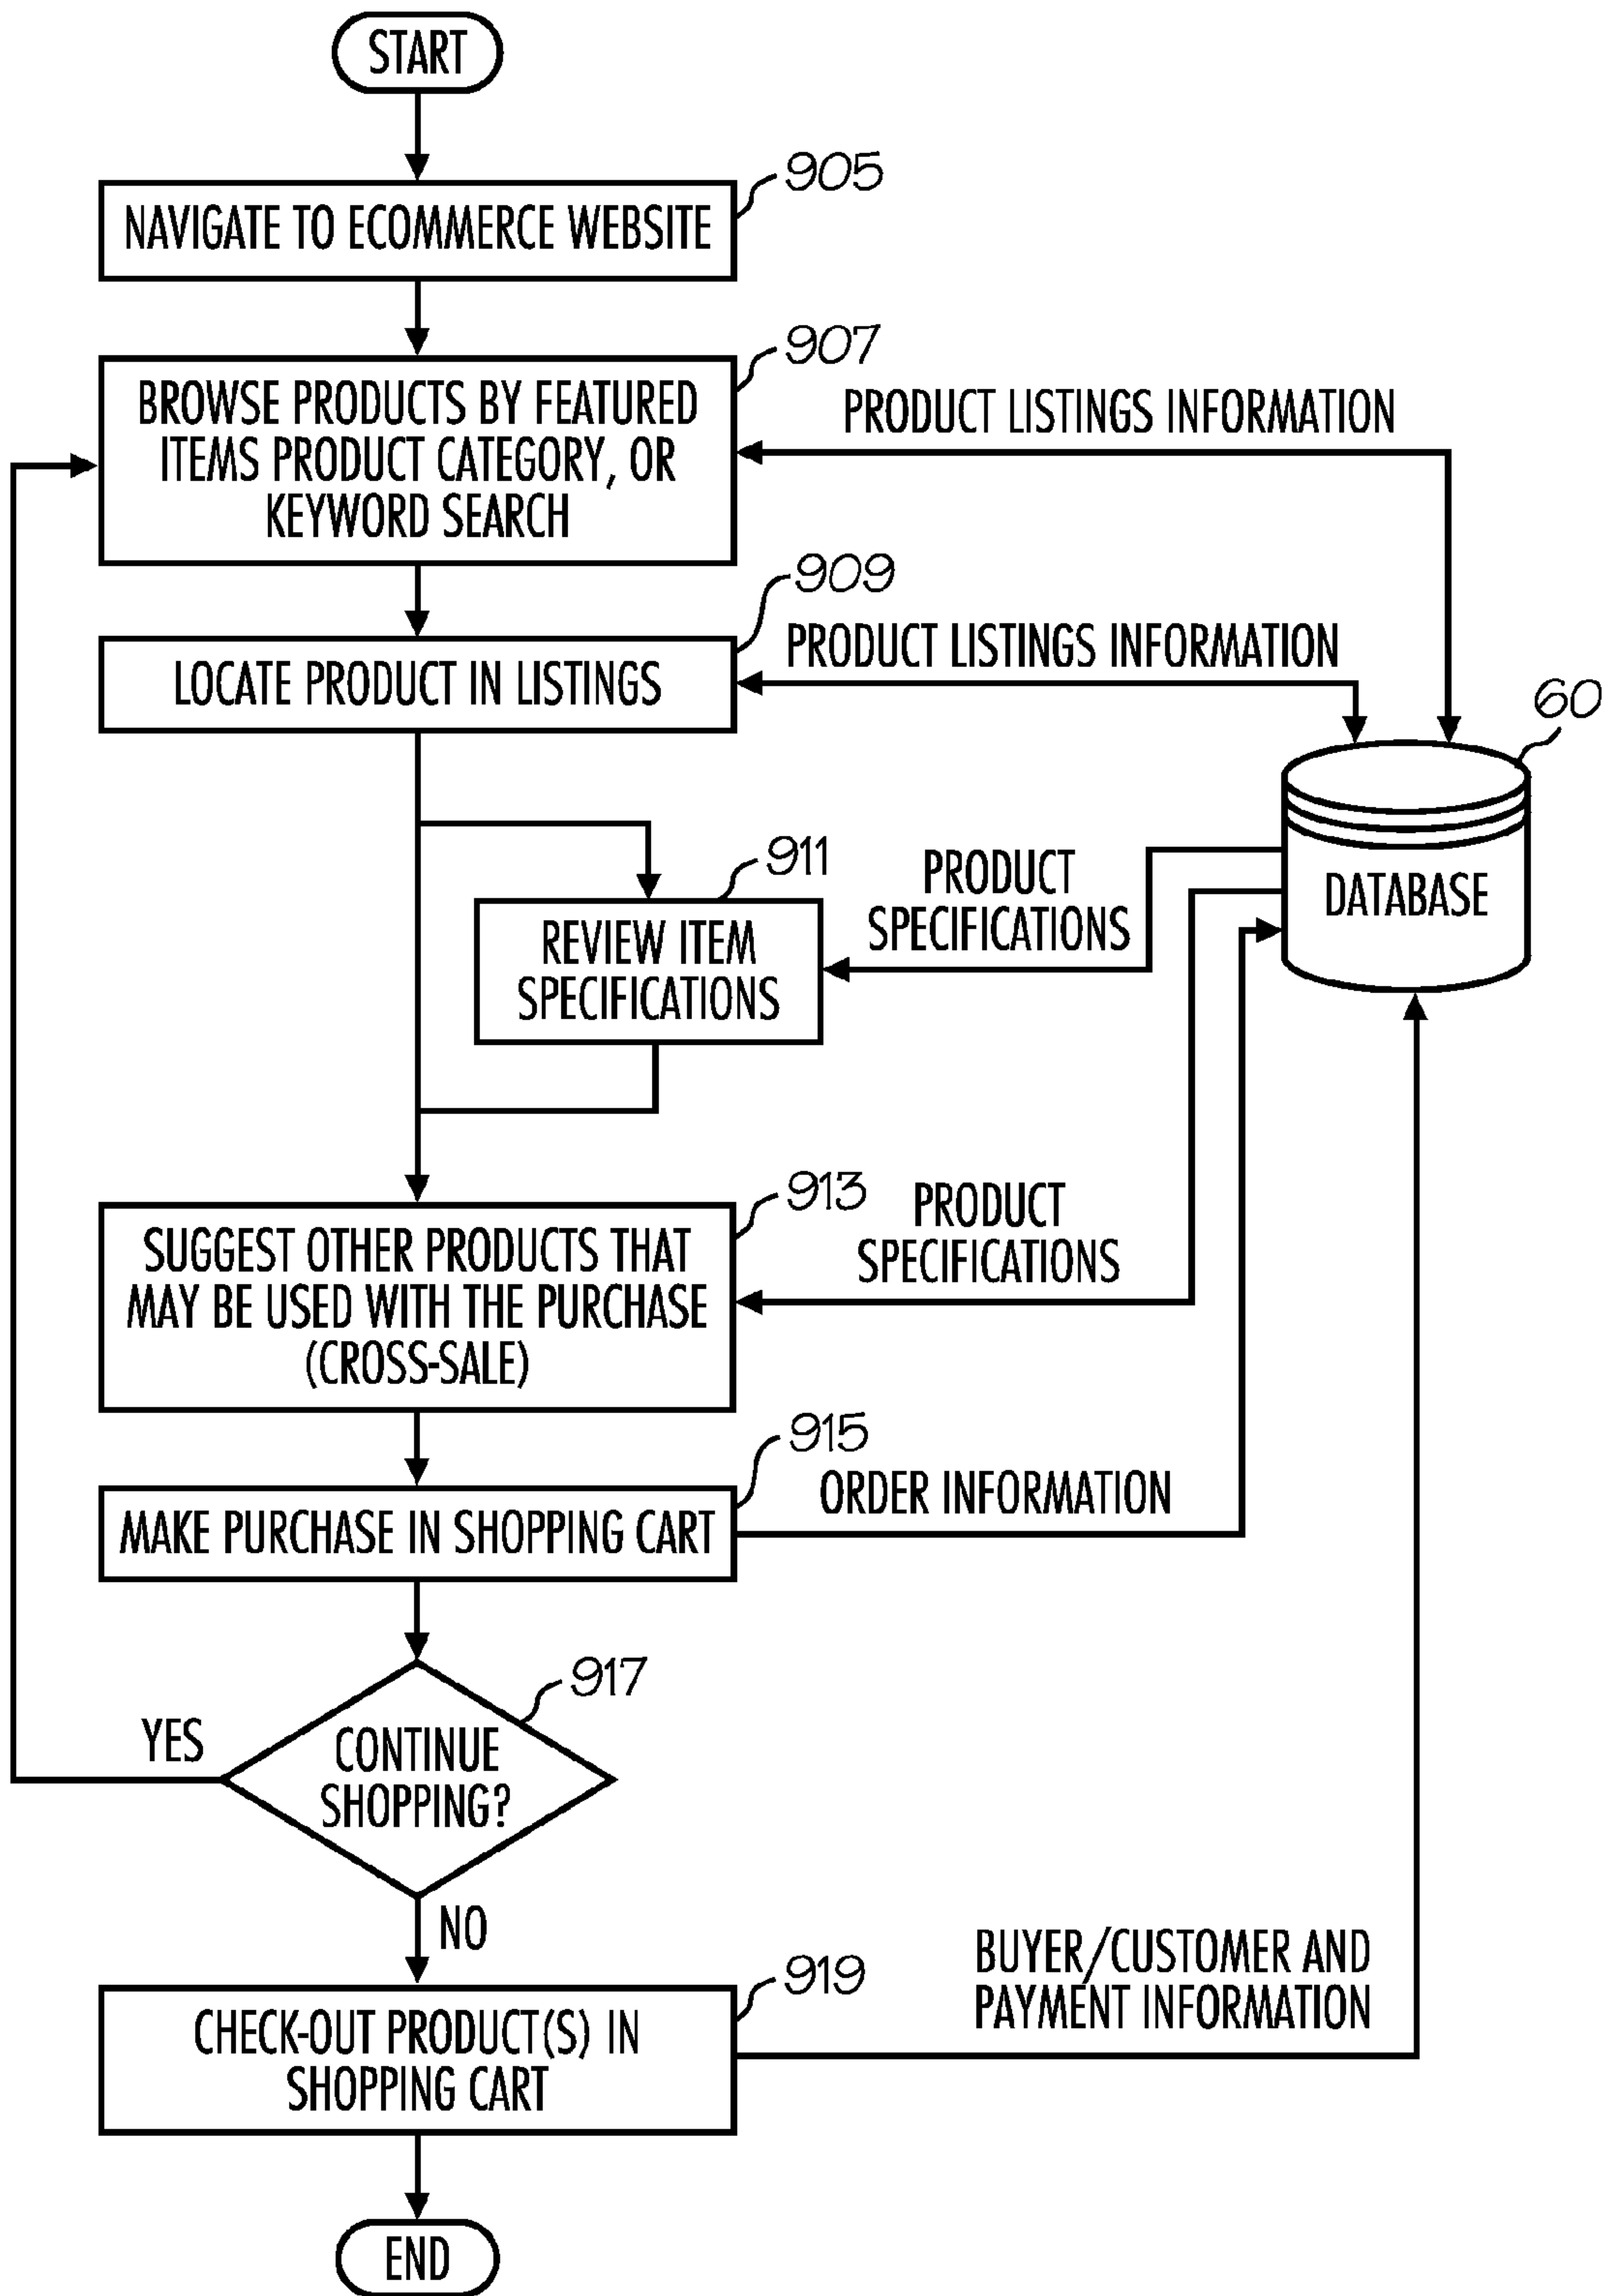 START
905
NAVIGATE TO ECOMMERCE WEBSITE
907
BROWSE PRODUCTS BY FEATURED
ITEMS PRODUCT CATEGORY, OR
KEYWORD SEARCH
PRODUCT LISTINGS INFORMATION
909
LOCATE PRODUCT IN LISTINGS
PRODUCT LISTINGS INFORMATION
60
DATABASE
911
REVIEW ITEM
SPECIFICATIONS
PRODUCT
SPECIFICATIONS
913
SUGGEST OTHER PRODUCTS THAT
MAY BE USED WITH THE PURCHASE
(CROSS-SALE)
PRODUCT
SPECIFICATIONS
915
MAKE PURCHASE IN SHOPPING CART
ORDER INFORMATION
917
CONTINUE
SHOPPING?
YES
NO
919
CHECK-OUT PRODUCT(S) IN
SHOPPING CART
BUYER/CUSTOMER AND
PAYMENT INFORMATION
END